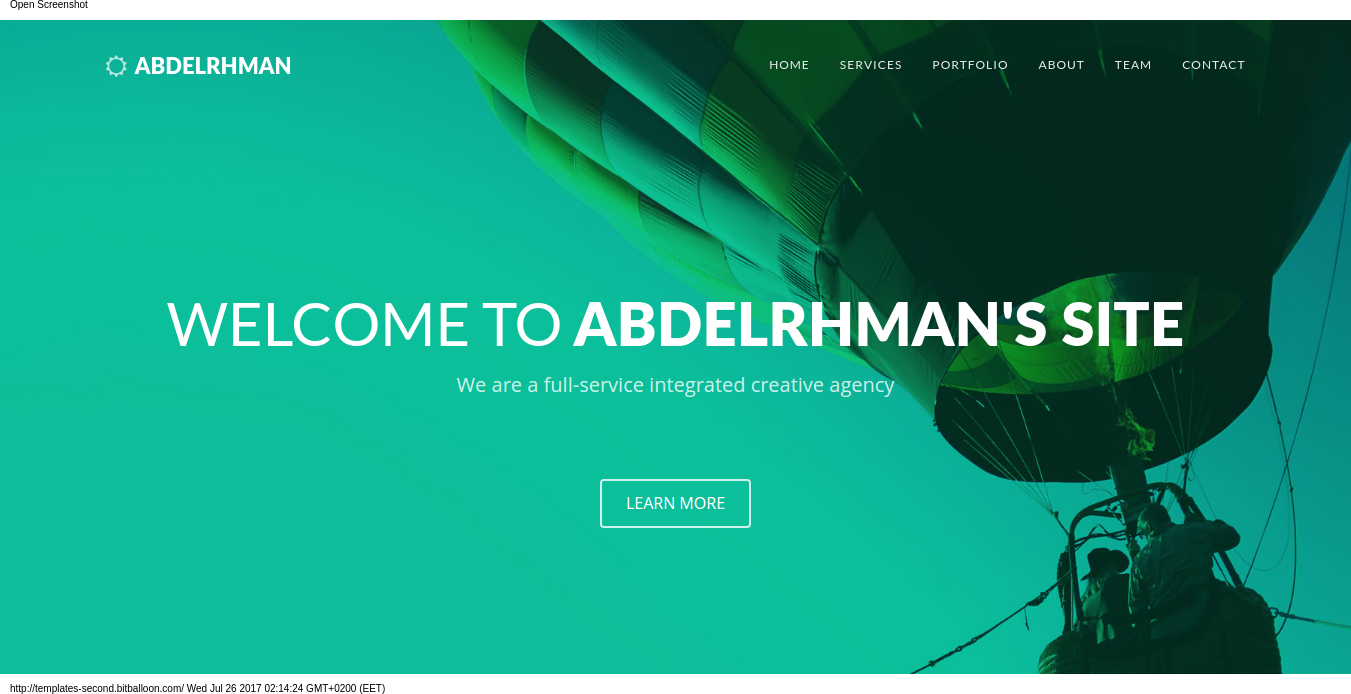 Open Screenshot
ABDELRHMAN
HOME SERVICES PORTFOLIO ABOUT TEAM CONTACT
WELCOME TO ABDELRHMAN'S SITE
We are a full-service integrated creative agency
LEARN MORE
http://templates-second.bitballoon.com/ Wed Jul 26 2017 02:14:24 GMT+0200 (EET)